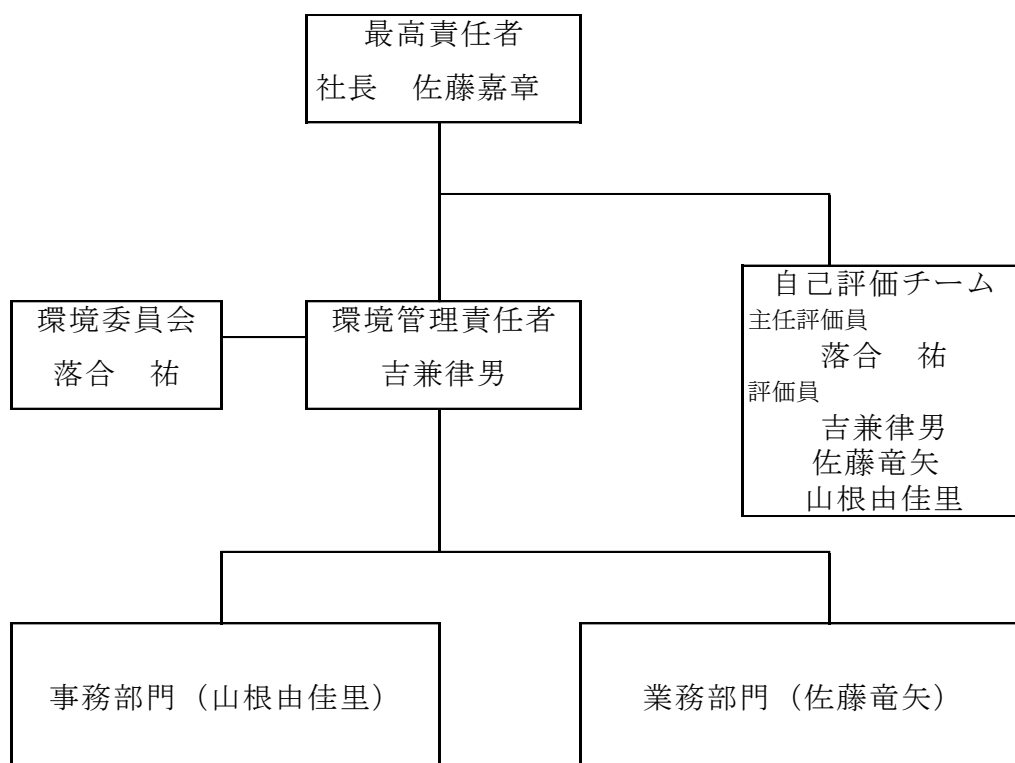 最高責任者
社長　佐藤嘉章
環境委員会
落合　祐
環境管理責任者
吉兼律男
自己評価チーム
主任評価員
落合　祐
評価員
吉兼律男
佐藤竜矢
山根由佳里
事務部門（山根由佳里）
業務部門（佐藤竜矢）